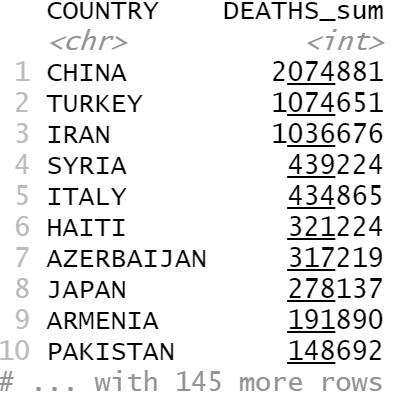 COUNTRY DEATHS_sum
<chr> <int>
1 CHINA 2074881
2 TURKEY 1074651
3 IRAN 1036676
4 SYRIA 439224
5 ITALY 434865
6 HAITI 321224
7 AZERBAIJAN 317219
8 JAPAN 278137
9 ARMENIA 191890
10 PAKISTAN 148692
# ... with 145 more rows